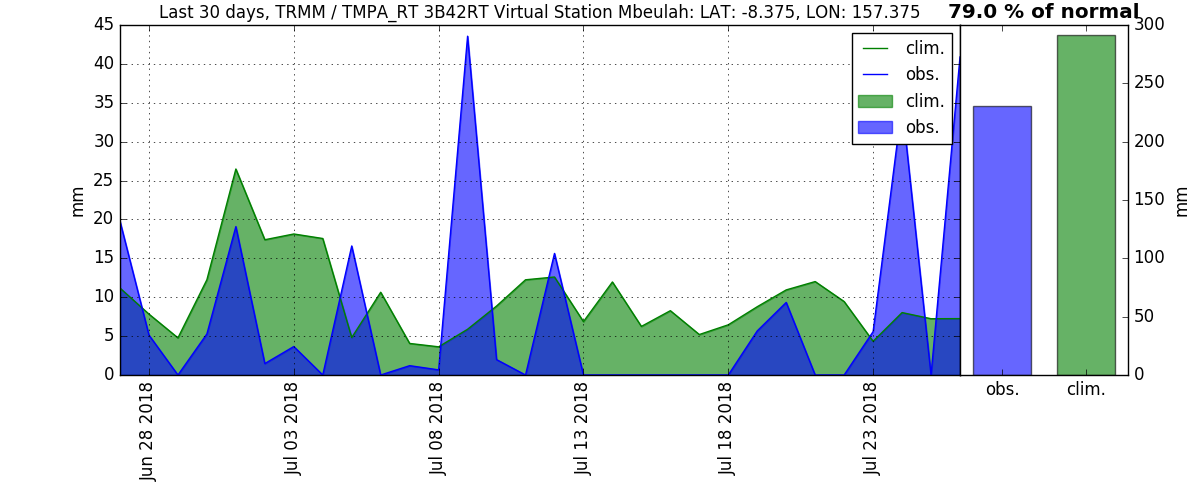 Last 30 days, TRMM / TMPA_RT 3B42RT Virtual Station Mbeulah: LAT: -8.375, LON: 157.375
79.0 % of normal
45
40
35
30
25
20
15
10
5
0
mm
clim.
obs.
clim.
obs.
300
250
200
150
100
50
0
mm
Jun 28 2018
Jul 03 2018
Jul 08 2018
Jul 13 2018
Jul 18 2018
Jul 23 2018
obs.
clim.